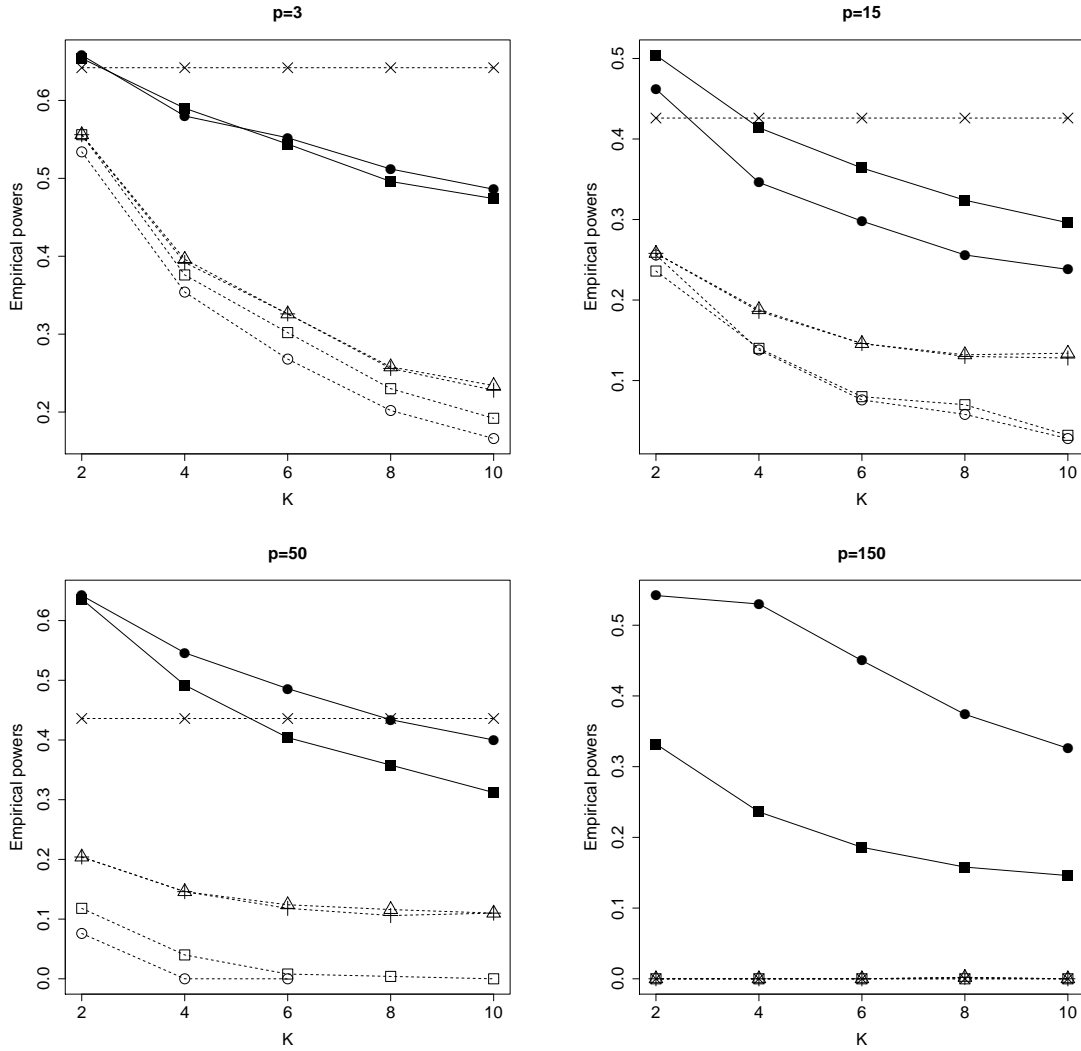 p=3
Empirical powers
0.2 0.3 0.4 0.5 0.6
2 4 6 8 10
K
p=15
Empirical powers
0.1 0.2 0.3 0.4 0.5
2 4 6 8 10
K
p=50
Empirical powers
0.0 0.1 0.2 0.3 0.4 0.5 0.6
2 4 6 8 10
K
p=150
Empirical powers
0.0 0.1 0.2 0.3 0.4 0.5
2 4 6 8 10
K